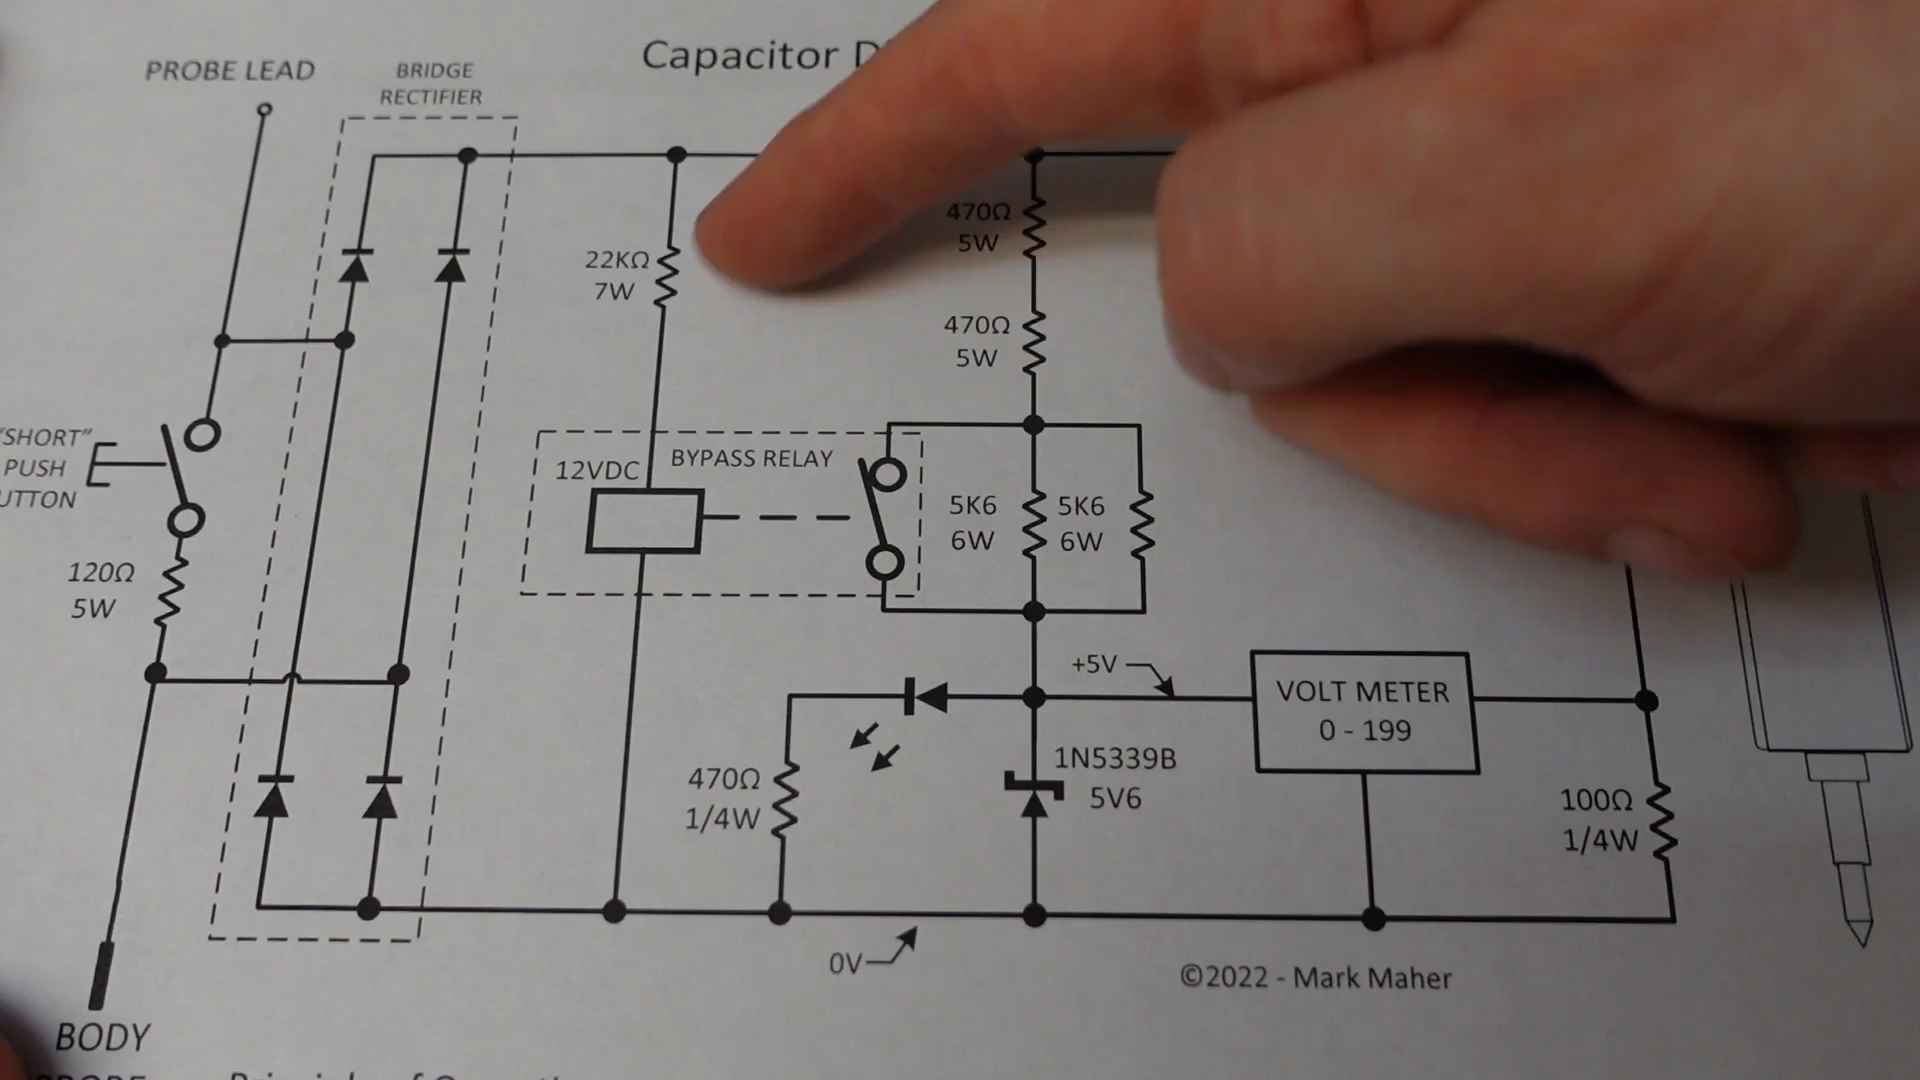 Capacitor
PROBE LEAD
BRIDGE
RECTIFIER
470Ω
5W
22KΩ
7W
470Ω
5W
"SHORT"
PUSH
UTTON
12VDC
BYPASS RELAY
5K6
6W
5K6
6W
120Ω
5W
+5V
VOLT METER
0 - 199
1N5339B
5V6
470Ω
1/4W
100Ω
1/4W
0V
©2022 - Mark Maher
BODY